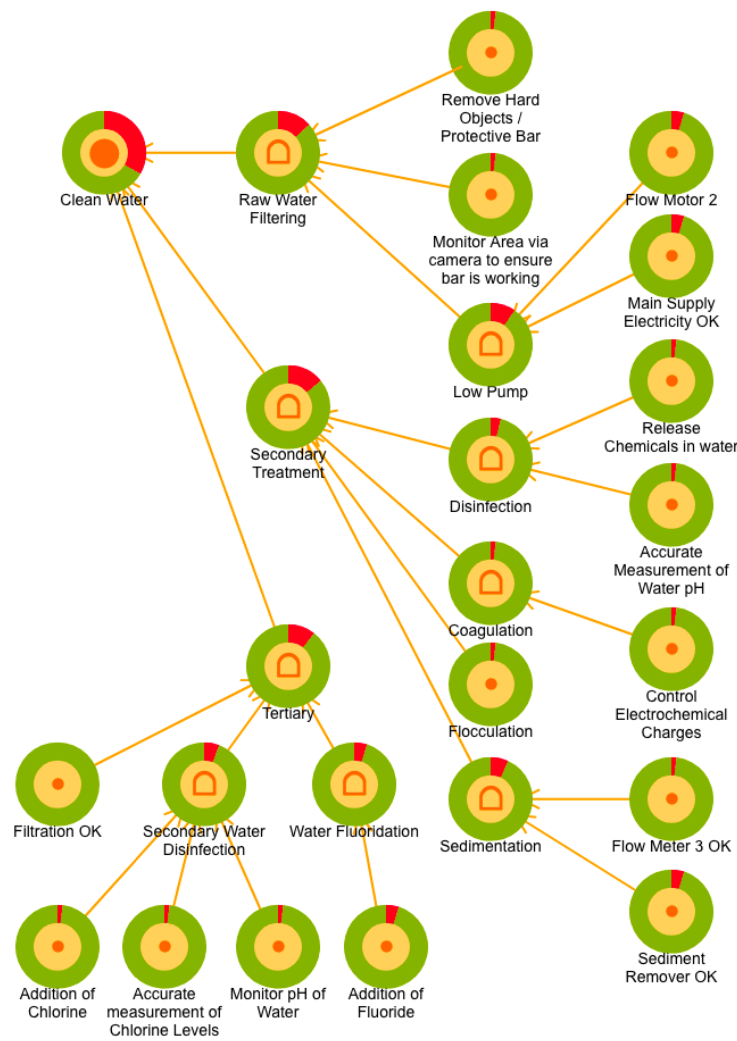 Remove Hard
Objects /
Protective Bar
Clean Water
Raw Water
Filtering
Flow Motor 2
Monitor Area via
camera to ensure
bar is working
Main Supply
Electricity OK
Low Pump
Release
Chemicals in water
Secondary
Treatment
Disinfection
Accurate
Measurement of
Water pH
Coagulation
Control
Electrochemical
Charges
Tertiary
Flocculation
Filtration OK
Secondary Water
Disinfection
Water Fluoridation
Sedimentation
Flow Meter 3 OK
Sediment
Remover OK
Addition of
Chlorine
Accurate
measurement of
Chlorine Levels
Monitor pH of
Water
Addition of
Fluoride